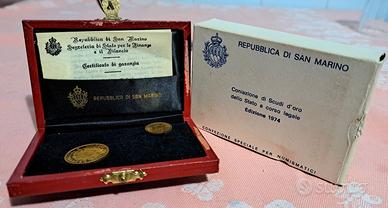 Repubblica di San Marino
Segreteria di Stato per le Finanze
e il Bilancio
Certificato di garanzia
REPUBBLICA DI SAN MARINO
REPUBBLICA DI SAN MARINO
Coniazione di Scudi d'oro
dello Stato a corso legale
Edizione 1974
CONFEZIONE SPECIALE PER NUMISMATICI
Subito